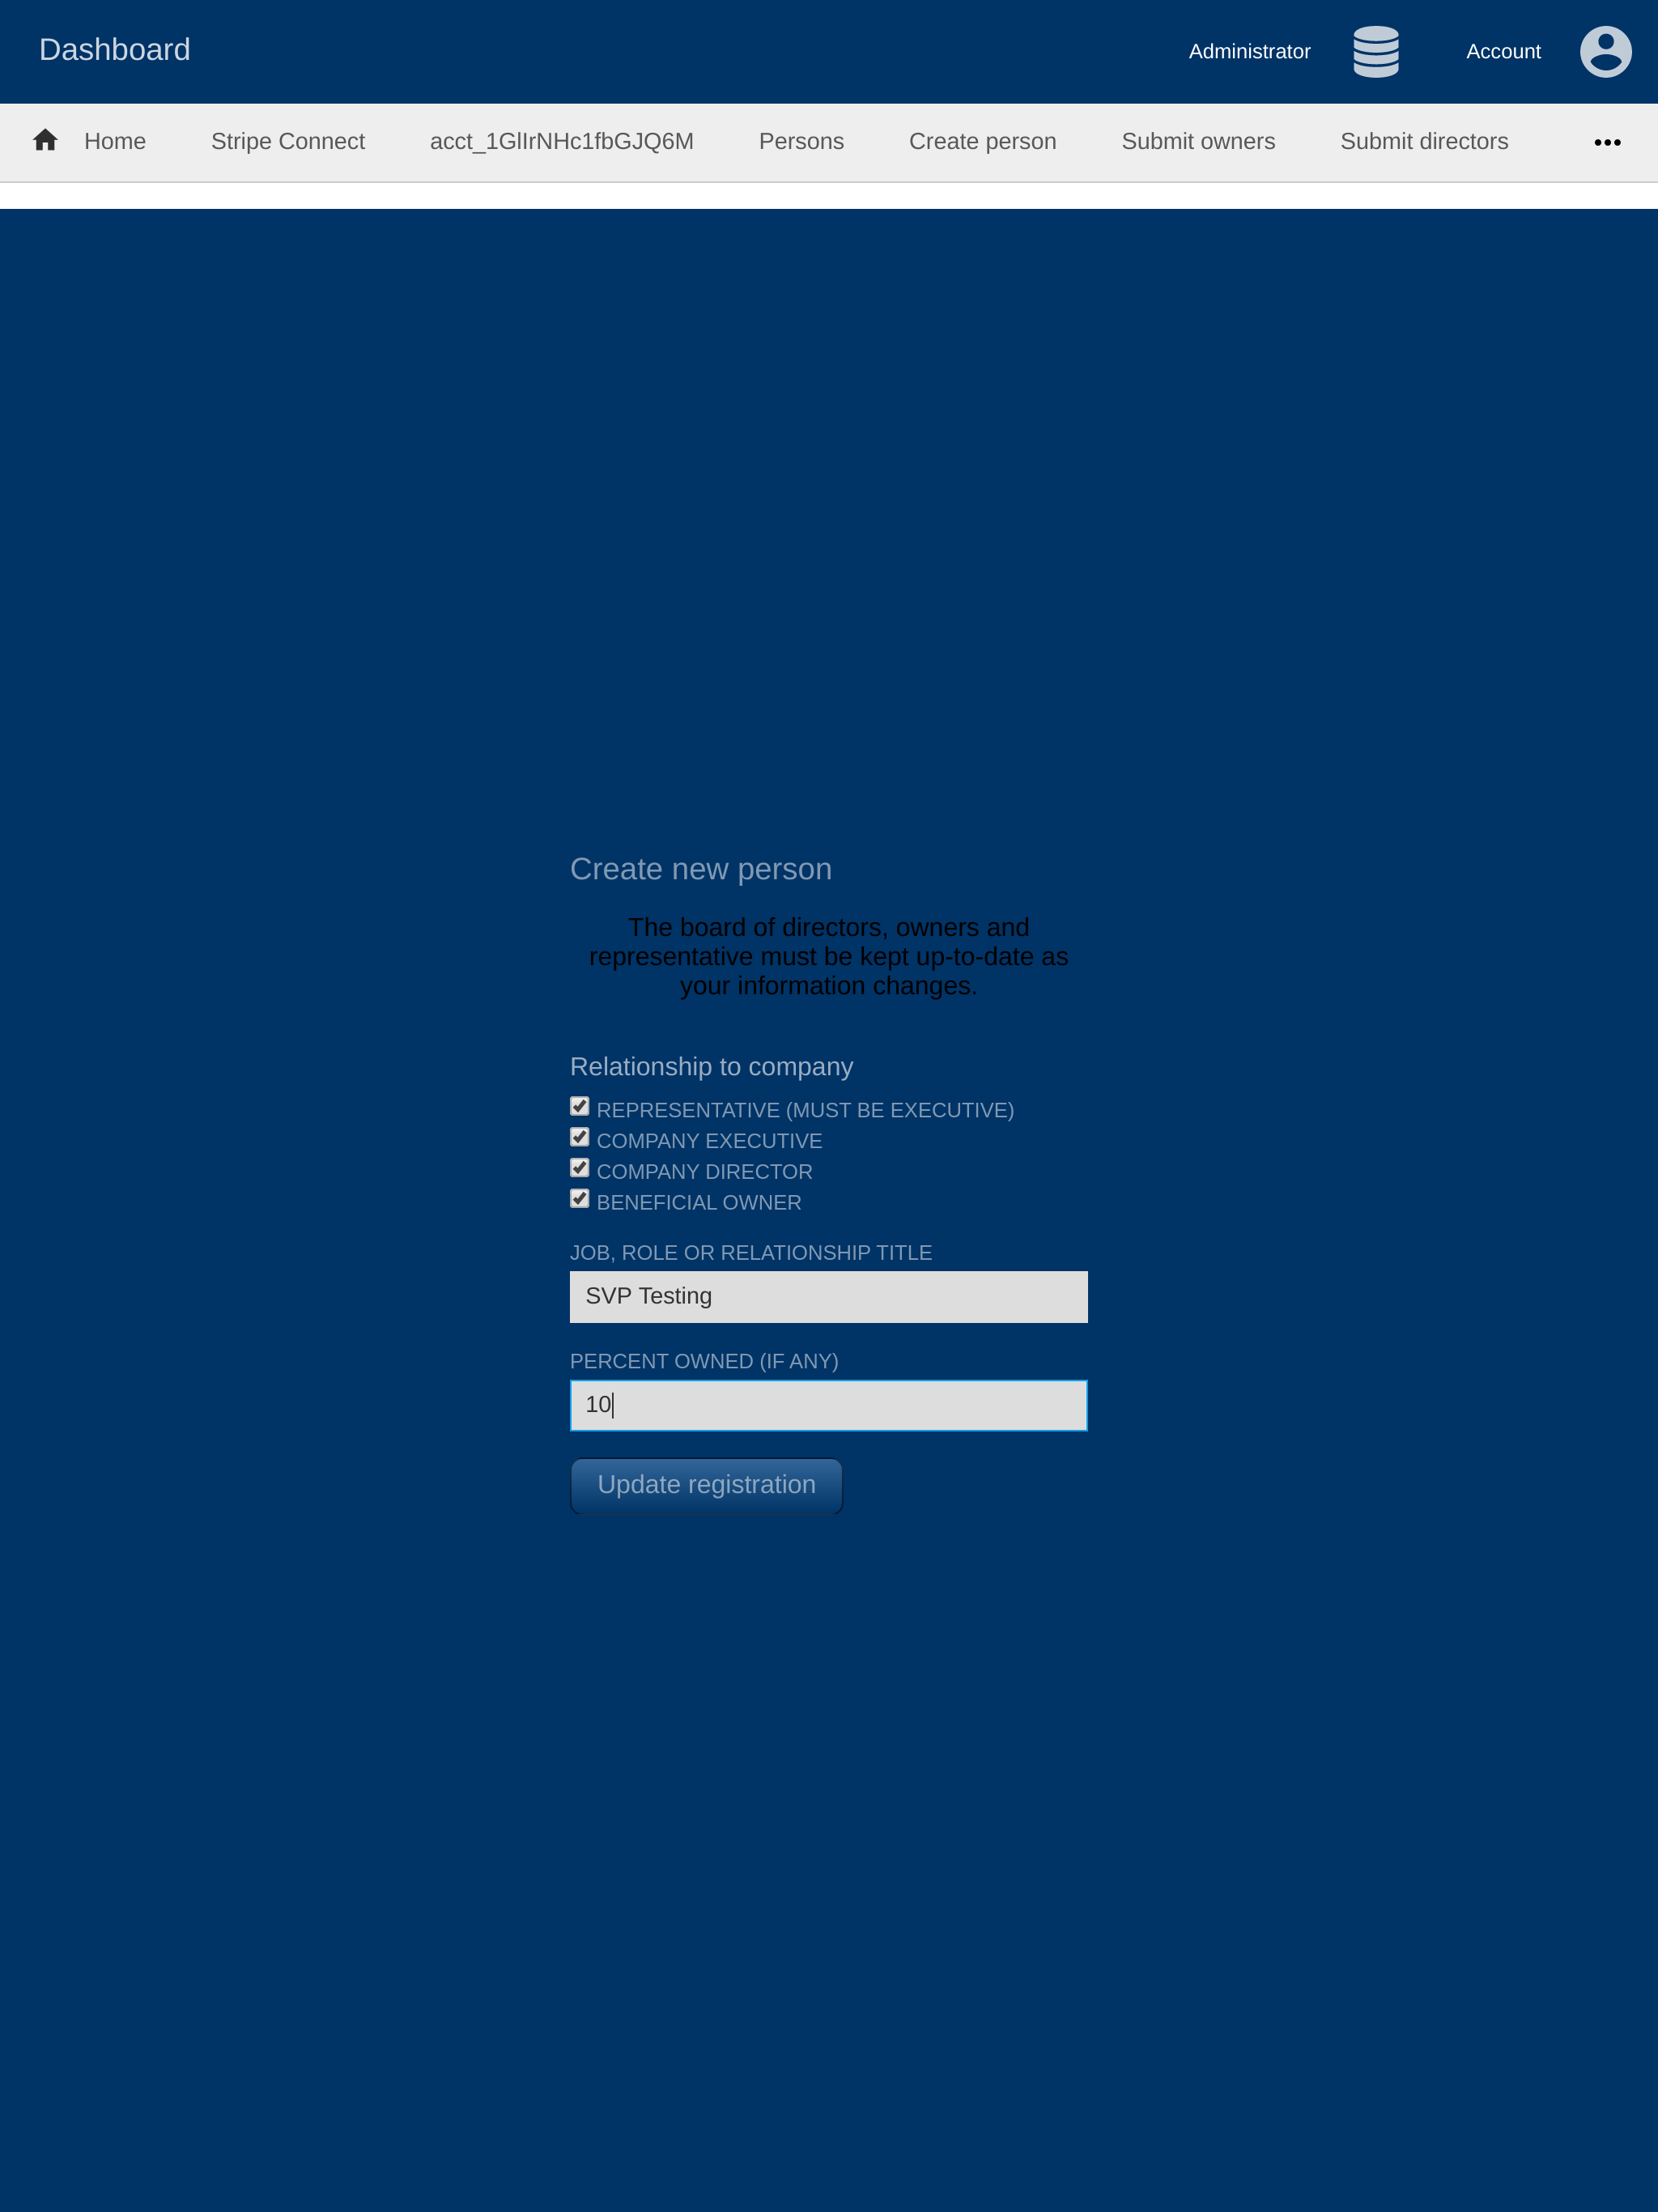 Dashboard
Administrator
Account
Home
Stripe Connect
acct_1GlIrNHc1fbGJQ6M
Persons
Create person
Submit owners
Submit directors
Create new person
The board of directors, owners and
representative must be kept up-to-date as
your information changes.
Relationship to company
REPRESENTATIVE (MUST BE EXECUTIVE)
COMPANY EXECUTIVE
COMPANY DIRECTOR
BENEFICIAL OWNER
JOB, ROLE OR RELATIONSHIP TITLE
SVP Testing
PERCENT OWNED (IF ANY)
10
Update registration